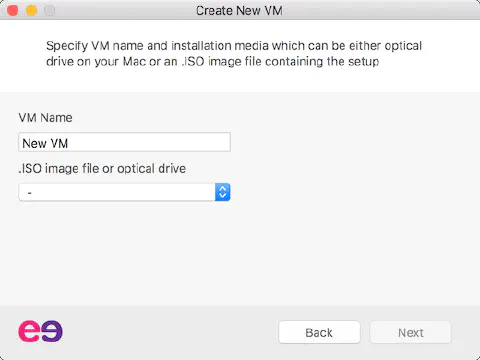 Create New VM
Specify VM name and installation media which can be either optical
drive on your Mac or an .ISO image file containing the setup
VM Name
New VM
.ISO image file or optical drive
-
ee
Back
Next